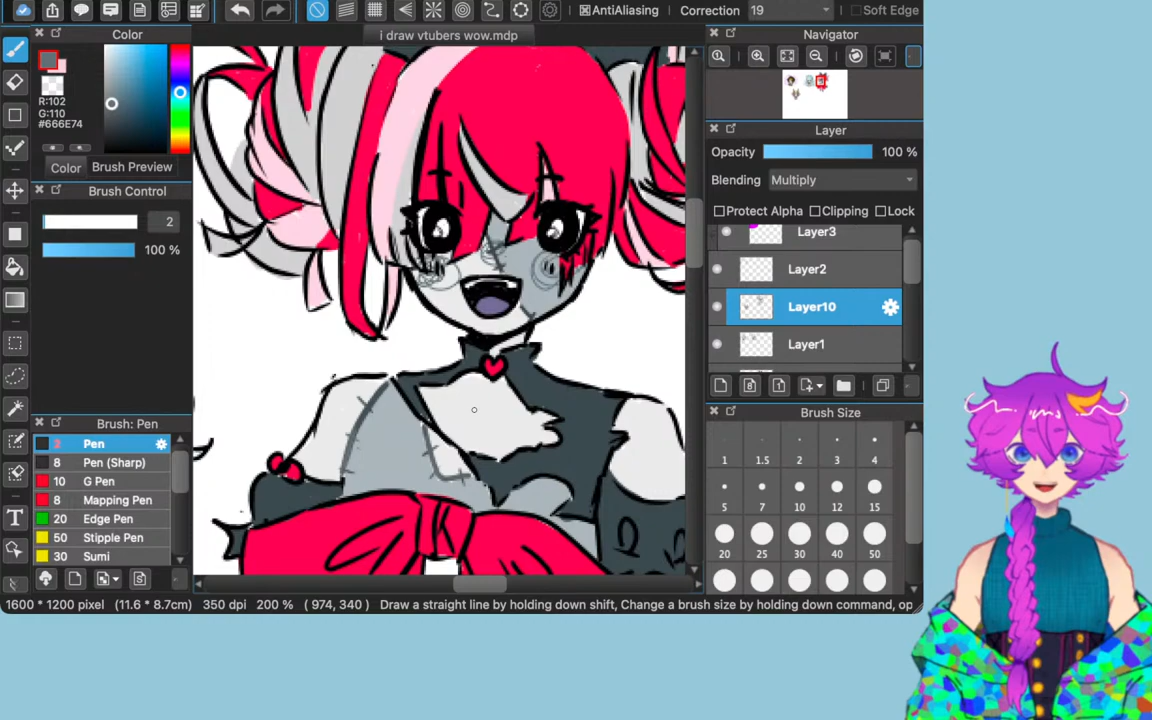 AntiAliasing Correction 19 Soft Edge
Color
i draw vtubers wow.mdp
Navigator
R:102
G:110
#666E74
Color Brush Preview
Brush Control
2
100 %
Layer
Opacity 100 %
Blending Multiply
Protect Alpha Clipping Lock
Layer3
Layer2
Layer10
Layer1
Brush Size
1 1.5 2 3 4
5 7 10 12 15
20 25 30 40 50
Brush: Pen
2 Pen
8 Pen (Sharp)
10 G Pen
8 Mapping Pen
20 Edge Pen
50 Stipple Pen
30 Sumi
1600 * 1200 pixel (11.6 * 8.7cm) 350 dpi 200 % ( 974, 340 ) Draw a straight line by holding down shift, Change a brush size by holding down command, op